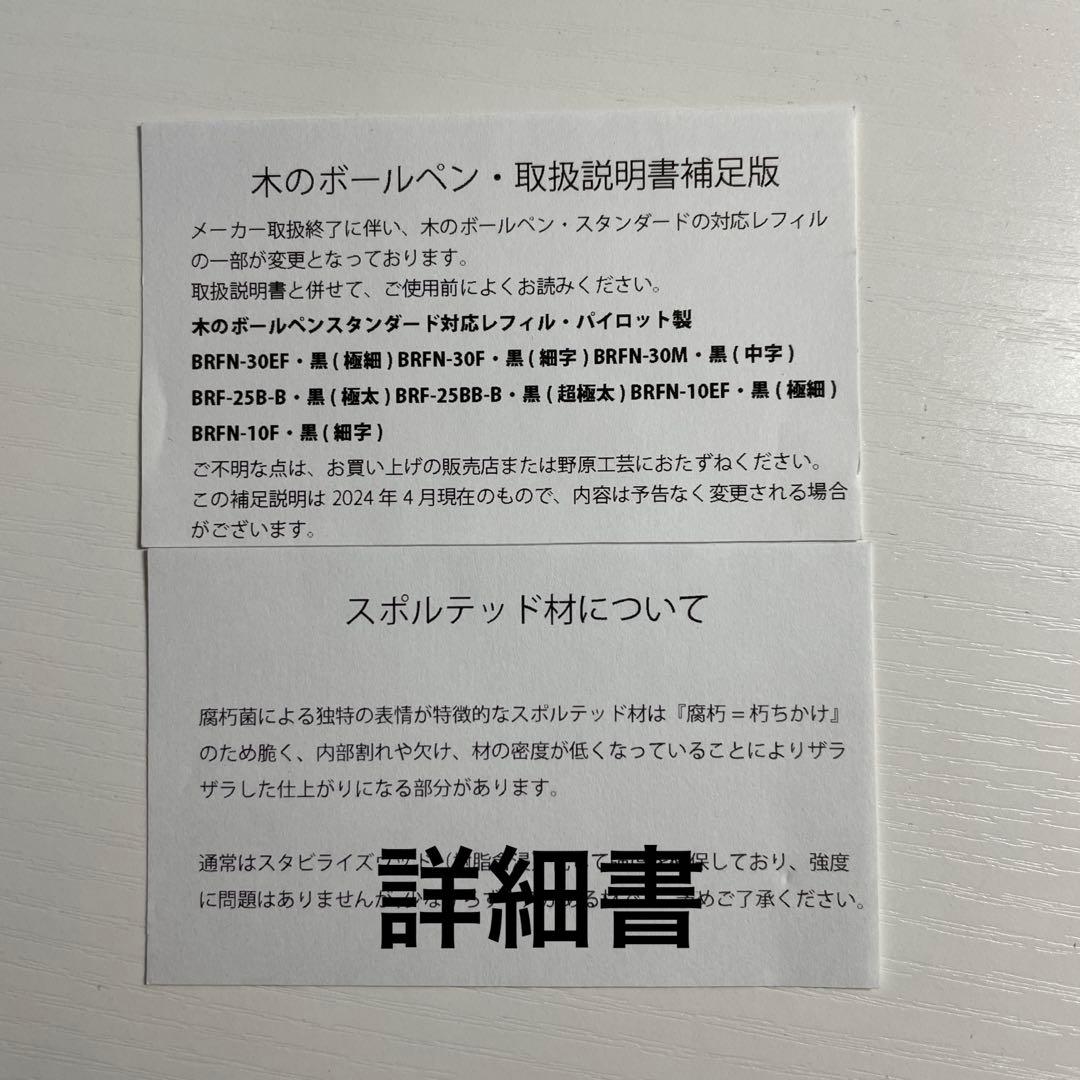 木のボールペン・取扱説明書補足版
メーカー取扱終了に伴い、木のボールペン・スタンダードの対応レフィル
の一部が変更となっております。
取扱説明書と併せて、ご使用前によくお読みください。
木のボールペンスタンダード対応レフィル・パイロット製
BRFN-30EF・黒(極細) BRFN-30F・黒(細字) BRFN-30M・黒(中字)
BRF-25B-B・黒(極太) BRF-25BB-B・黒(超極太) BRFN-10EF・黒(極細)
BRFN-10F・黒(細字)
ご不明な点は、お買い上げの販売店または野原工芸におたずねください。
この補足説明は 2024 年 4 月現在のもので、内容は予告なく変更される場合
がございます。
スポルテッド材について
腐朽菌による独特の表情が特徴的なスポルテッド材は『腐朽=朽ちかけ』
のため脆く、内部割れや欠け、材の密度が低くなっていることによりザラ
ザラした仕上がりになる部分があります。
通常はスタビライズ しており、強度
に問題はありませんが めご了承ください。
詳細書